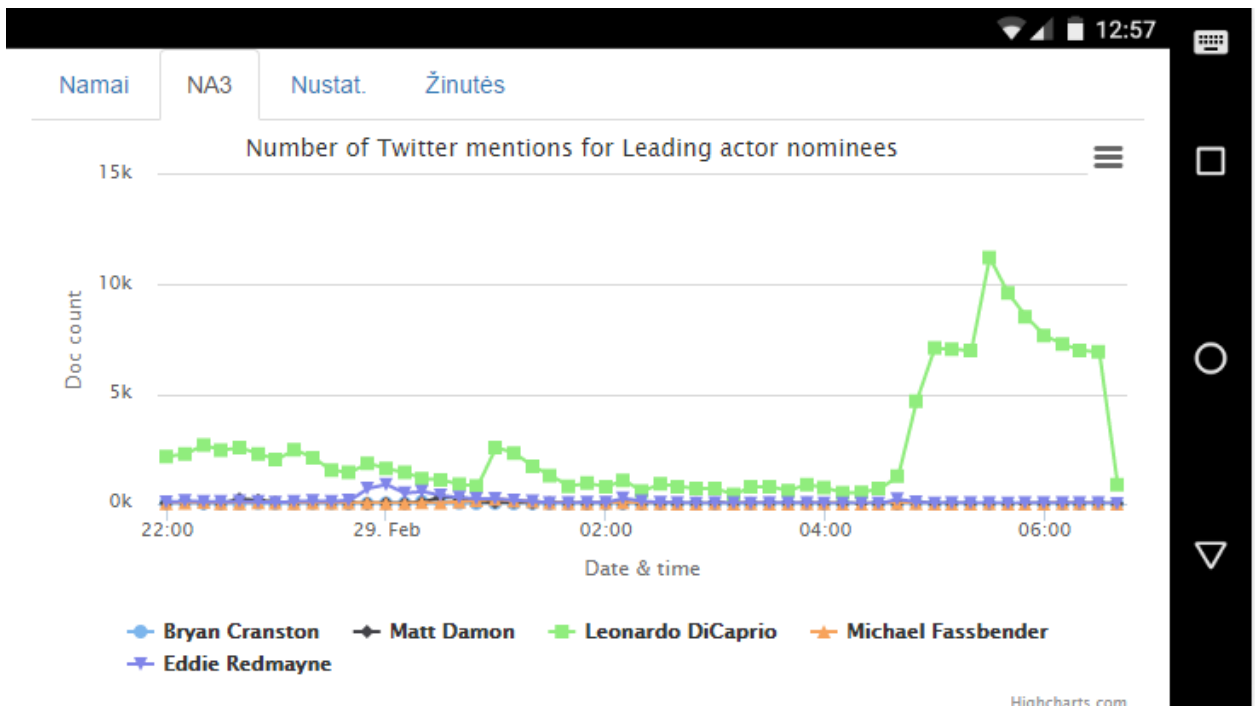 12:57
Namai NA3 Nustat. Žinutės
Number of Twitter mentions for Leading actor nominees
15k
10k
5k
0k
Doc count
22:00 29. Feb 02:00 04:00 06:00
Date & time
Bryan Cranston Matt Damon Leonardo DiCaprio Michael Fassbender
Eddie Redmayne
Highcharts.com